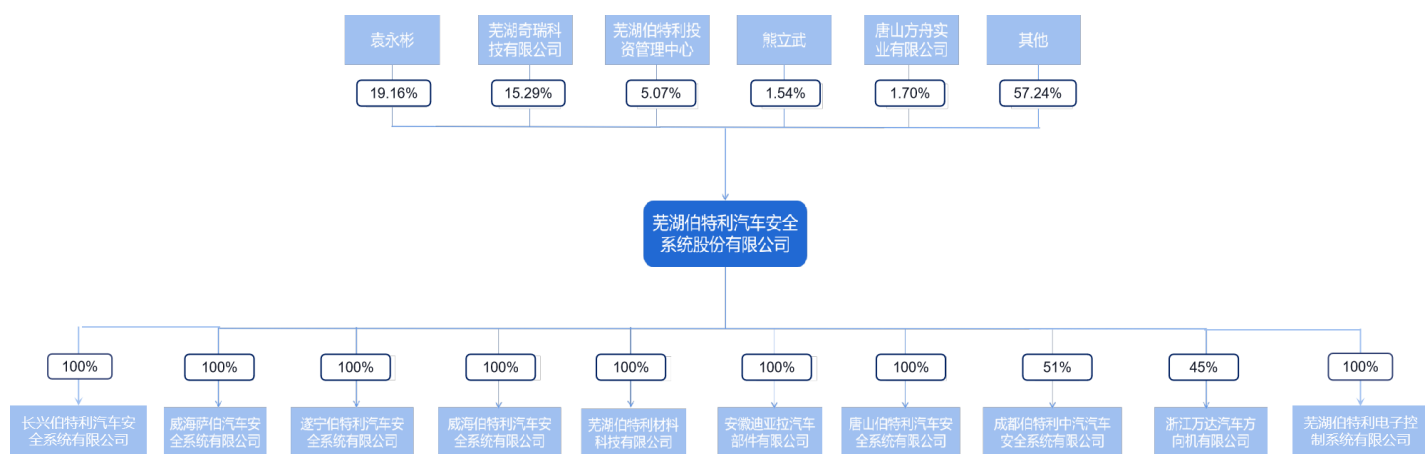 袁永彬
芜湖奇瑞科
技有限公司
芜湖伯特利投
资管理中心
熊立武
唐山方舟实
业有限公司
其他
19.16%
15.29%
5.07%
1.54%
1.70%
57.24%
芜湖伯特利汽车安全
系统股份有限公司
100%
100%
100%
100%
100%
100%
100%
51%
45%
100%
长兴伯特利汽车安
全系统有限公司
威海萨伯汽车安
全系统有限公司
遂宁伯特利汽车安
全系统有限公司
威海伯特利汽车安
全系统有限公司
芜湖伯特利材料
科技有限公司
安徽迪亚拉汽车
部件有限公司
唐山伯特利汽车安
全系统有限公司
成都伯特利中汽汽车
安全系统有限公司
浙江万达汽车方
向机有限公司
芜湖伯特利电子控
制系统有限公司